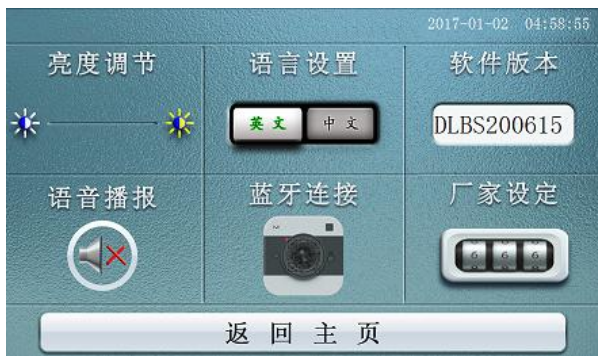 2017-01-02 04:58:55
亮度调节 语言设置 软件版本
英文 中文 DLBS200615
语音播报 蓝牙连接 厂家设定
6 6 6
返回主页